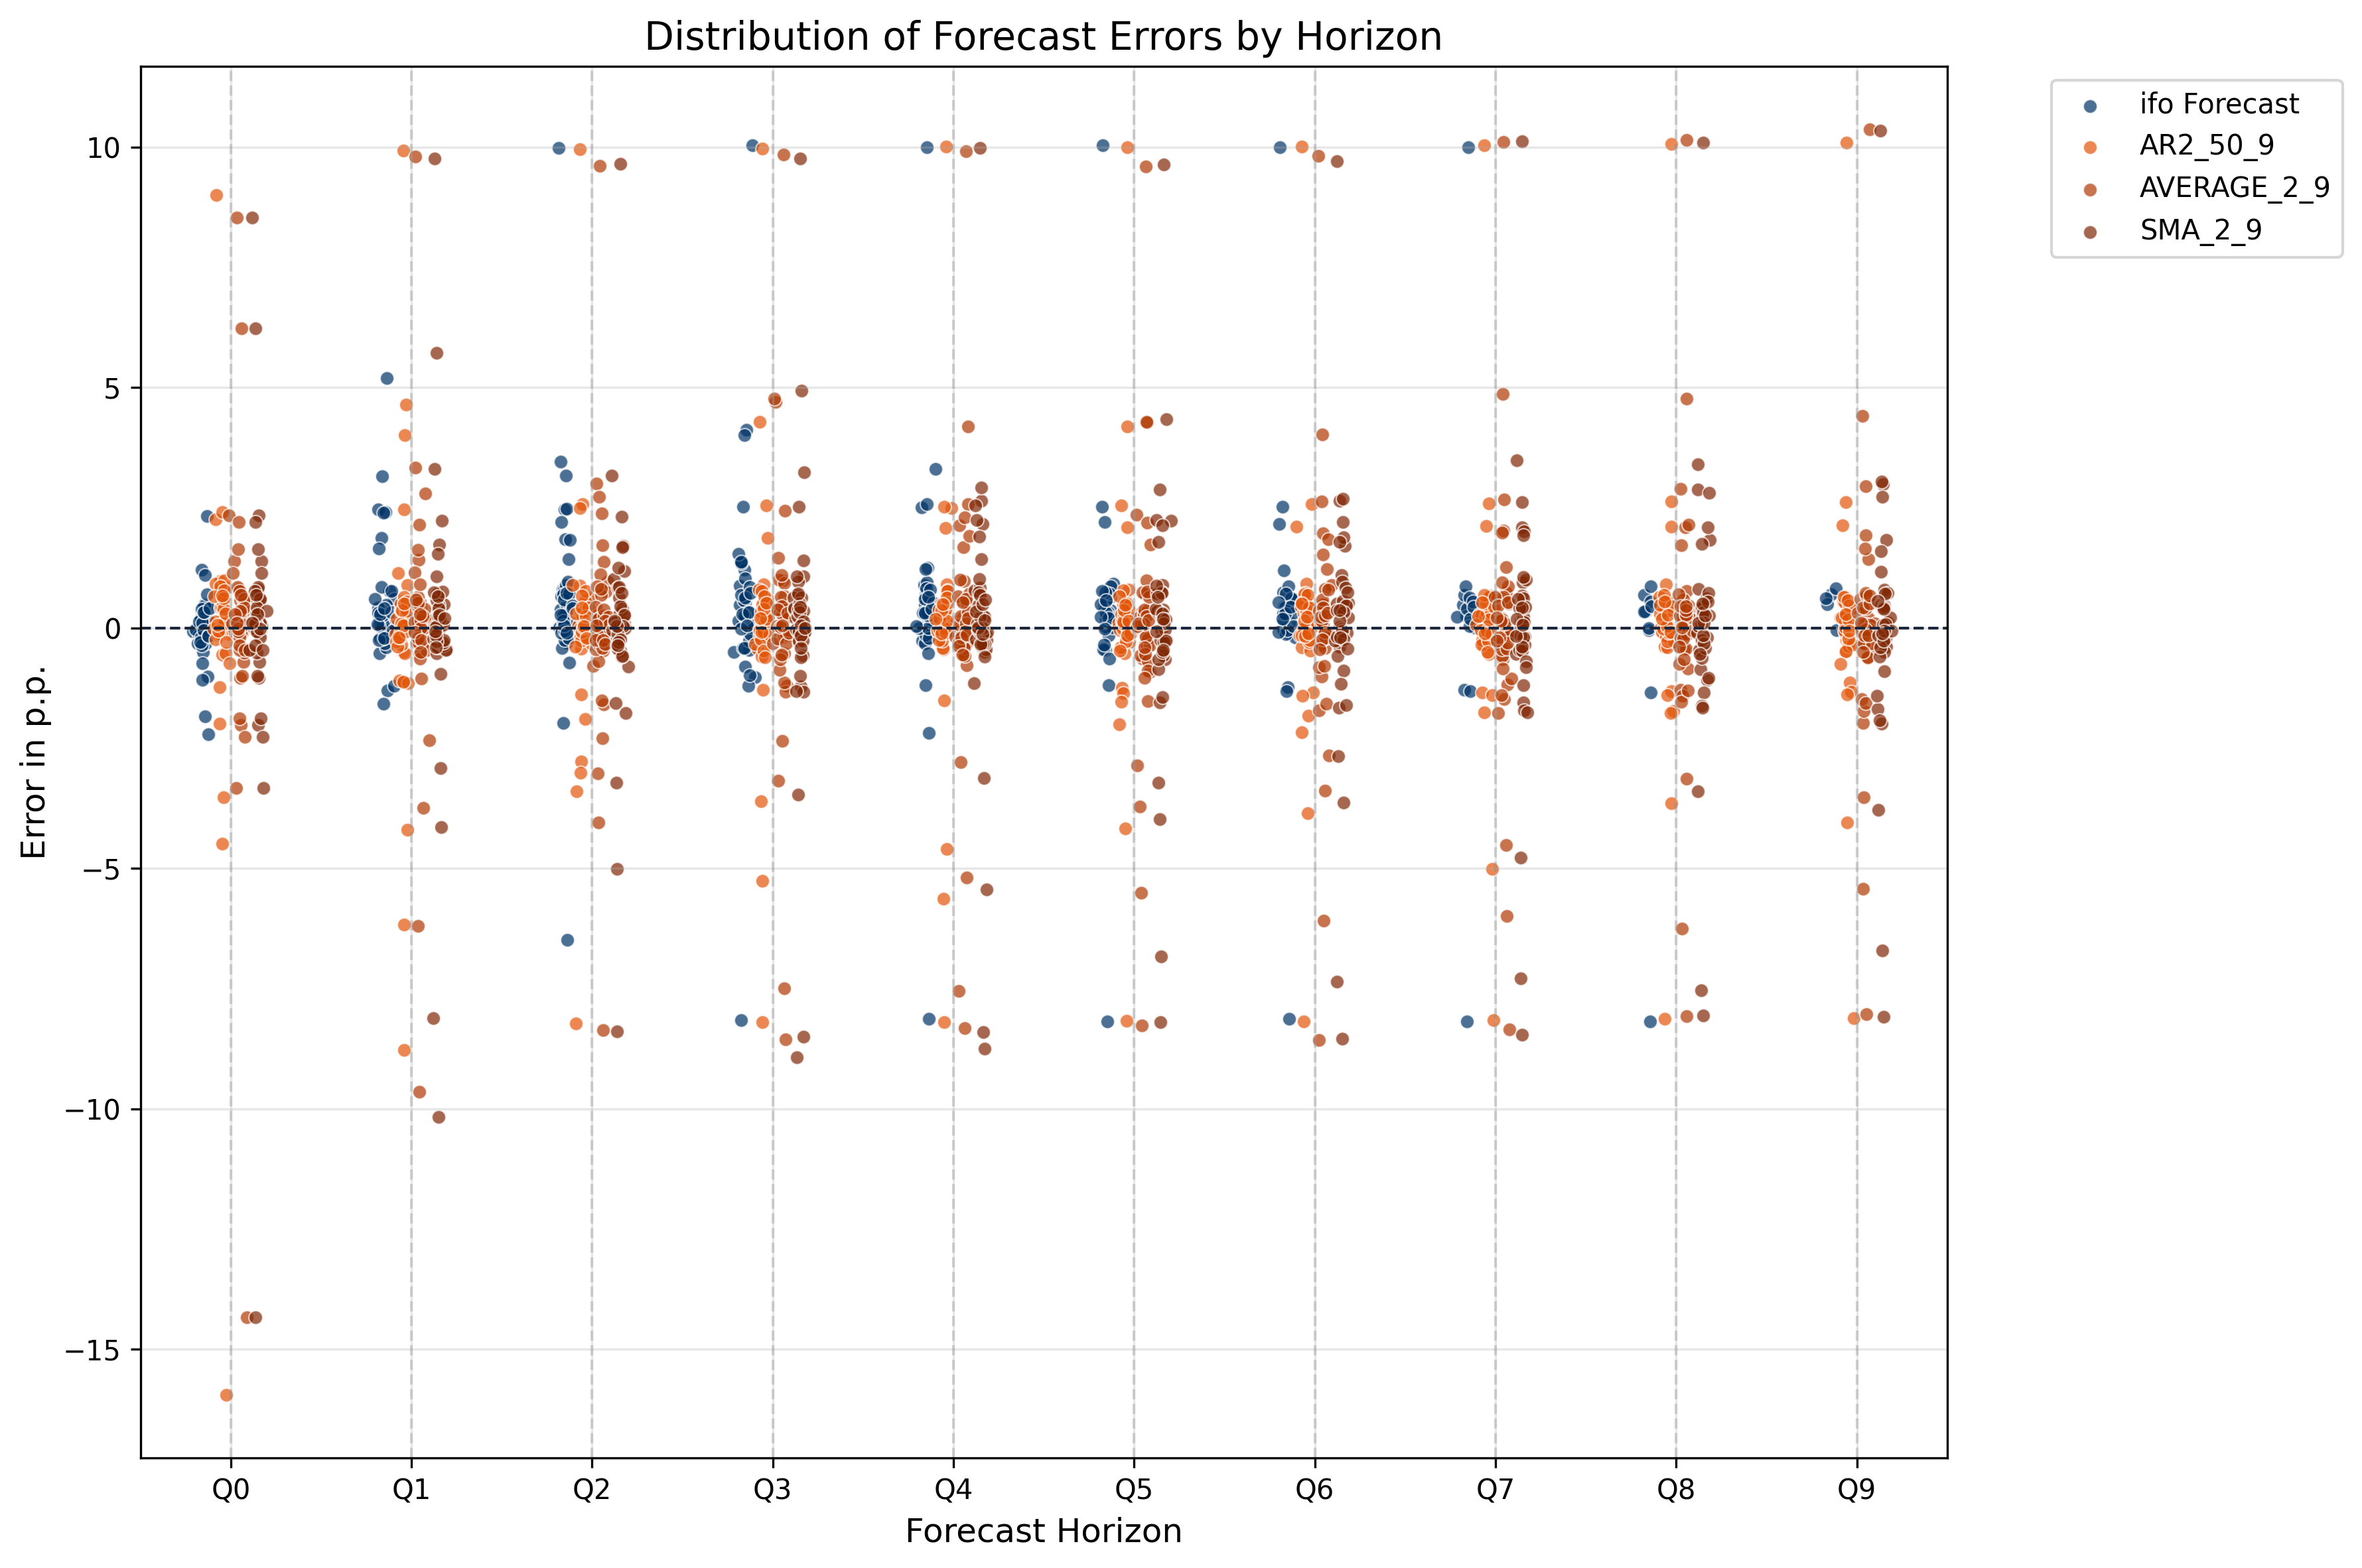 Distribution of Forecast Errors by Horizon
ifo Forecast
AR2_50_9
AVERAGE_2_9
SMA_2_9
Error in p.p.
10
5
0
−5
−10
−15
Q0 Q1 Q2 Q3 Q4 Q5 Q6 Q7 Q8 Q9
Forecast Horizon